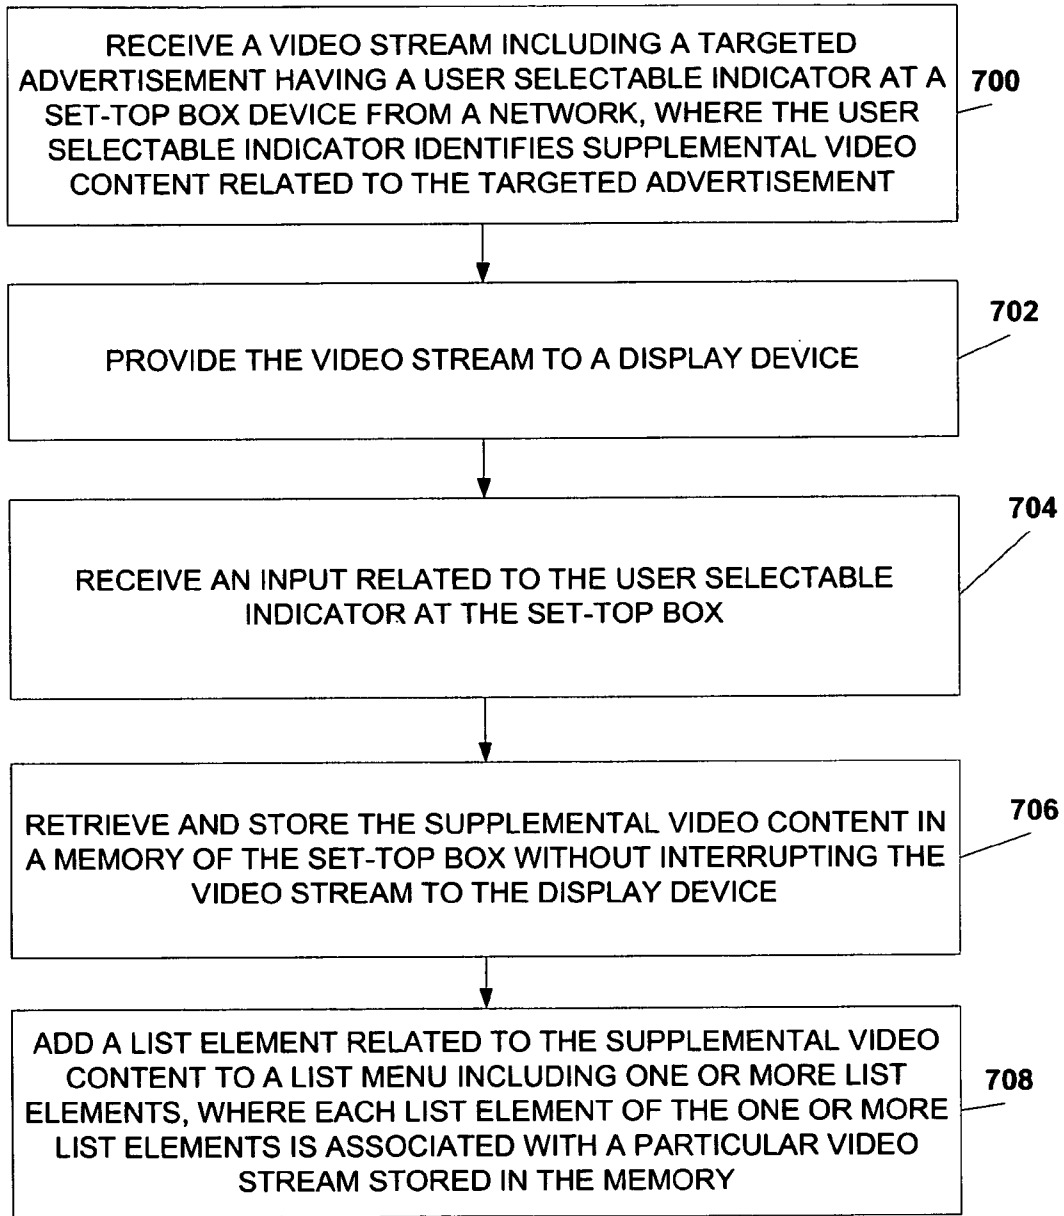 RECEIVE A VIDEO STREAM INCLUDING A TARGETED
ADVERTISEMENT HAVING A USER SELECTABLE INDICATOR AT A
SET-TOP BOX DEVICE FROM A NETWORK, WHERE THE USER
SELECTABLE INDICATOR IDENTIFIES SUPPLEMENTAL VIDEO
CONTENT RELATED TO THE TARGETED ADVERTISEMENT
700
PROVIDE THE VIDEO STREAM TO A DISPLAY DEVICE
702
RECEIVE AN INPUT RELATED TO THE USER SELECTABLE
INDICATOR AT THE SET-TOP BOX
704
RETRIEVE AND STORE THE SUPPLEMENTAL VIDEO CONTENT IN
A MEMORY OF THE SET-TOP BOX WITHOUT INTERRUPTING THE
VIDEO STREAM TO THE DISPLAY DEVICE
706
ADD A LIST ELEMENT RELATED TO THE SUPPLEMENTAL VIDEO
CONTENT TO A LIST MENU INCLUDING ONE OR MORE LIST
ELEMENTS, WHERE EACH LIST ELEMENT OF THE ONE OR MORE
LIST ELEMENTS IS ASSOCIATED WITH A PARTICULAR VIDEO
STREAM STORED IN THE MEMORY
708